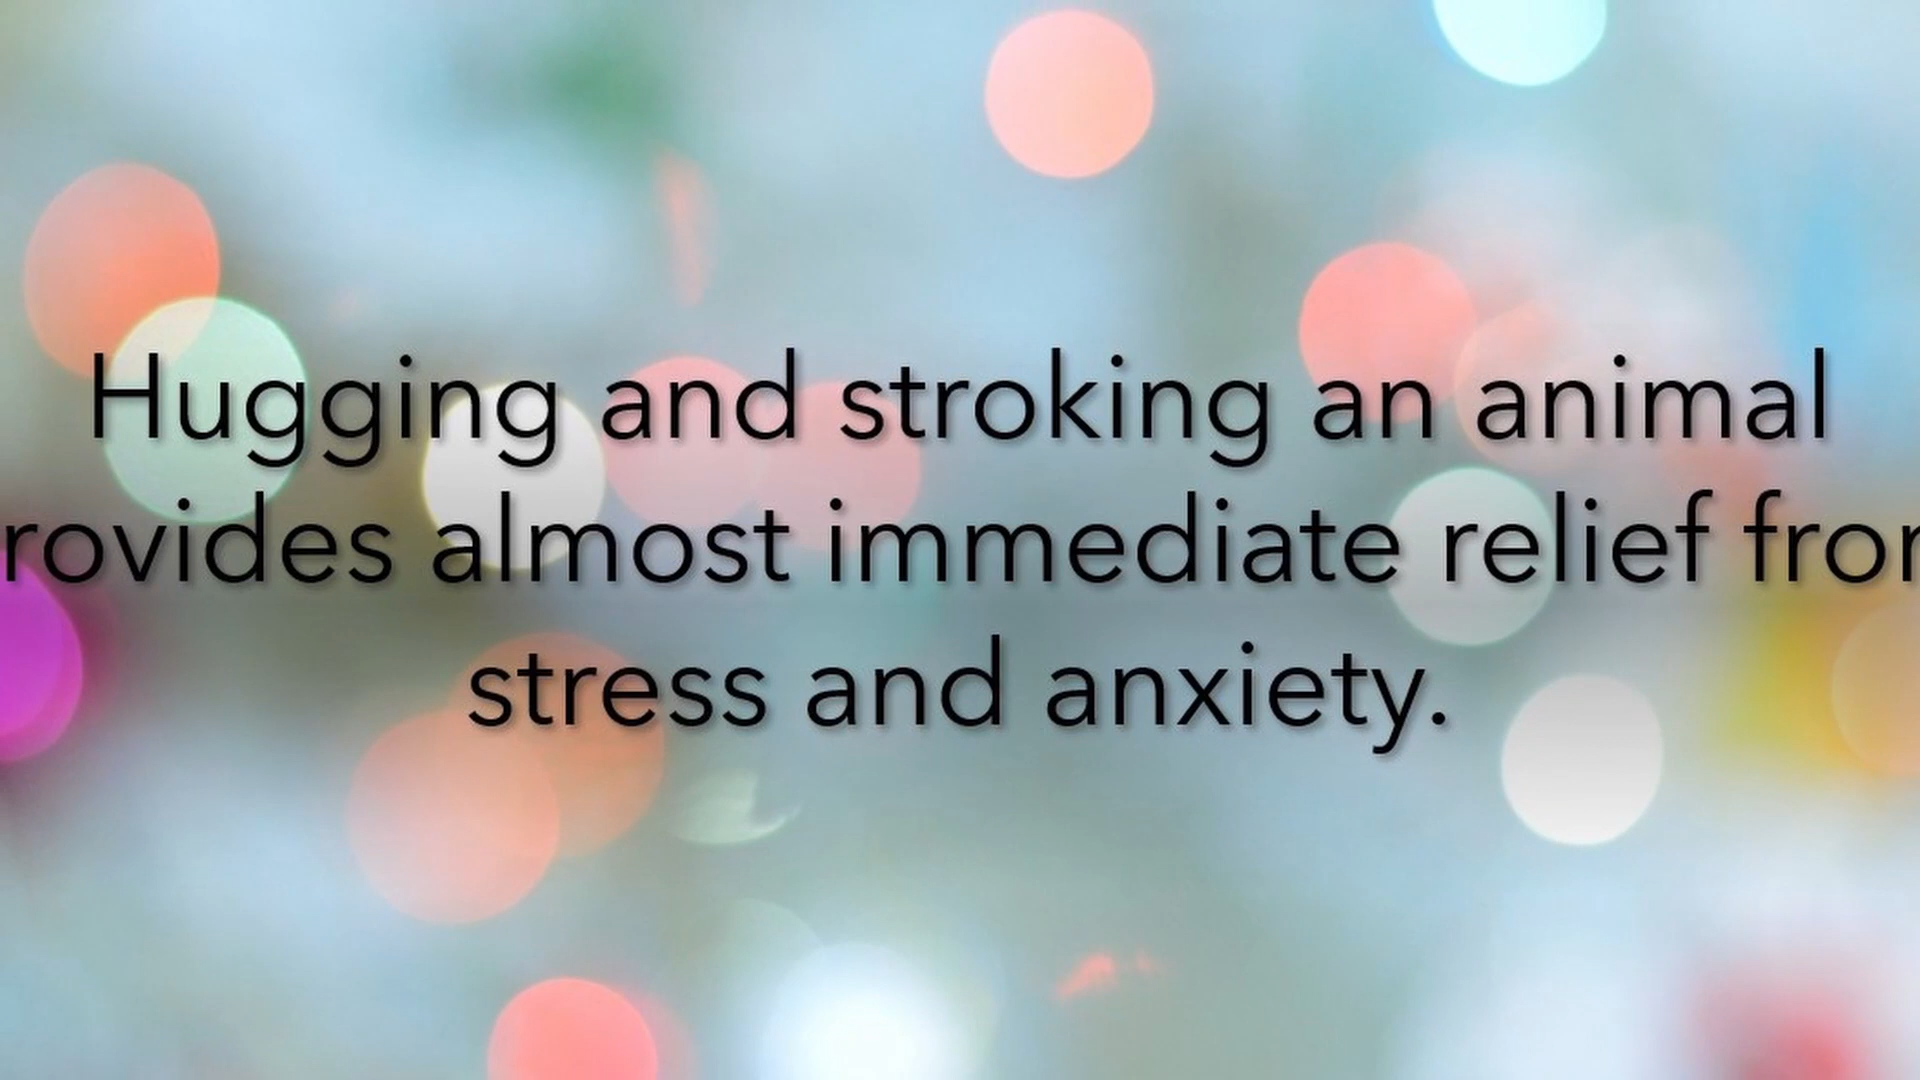 Hugging and stroking an animal
rovides almost immediate relief fror
stress and anxiety.